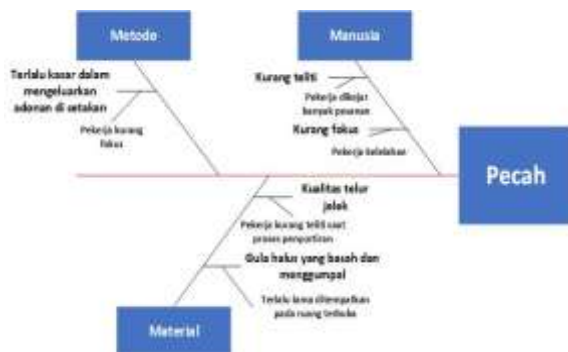 Metode
Manusia
Terlalu kasar dalam
mengeluarkan
adonan di cetakan
Pekerja kurang
fokus
Kurang teliti
Pekerja dikejar
banyak pesanan
Kurang fokus
Pekerja kelelahan
Pecah
Kualitas telur
jelek
Pekerja kurang teliti saat
proses penyortiran
Gula halus yang basah dan
menggumpal
Terlalu lama ditempatkan
pada ruang terbuka
Material